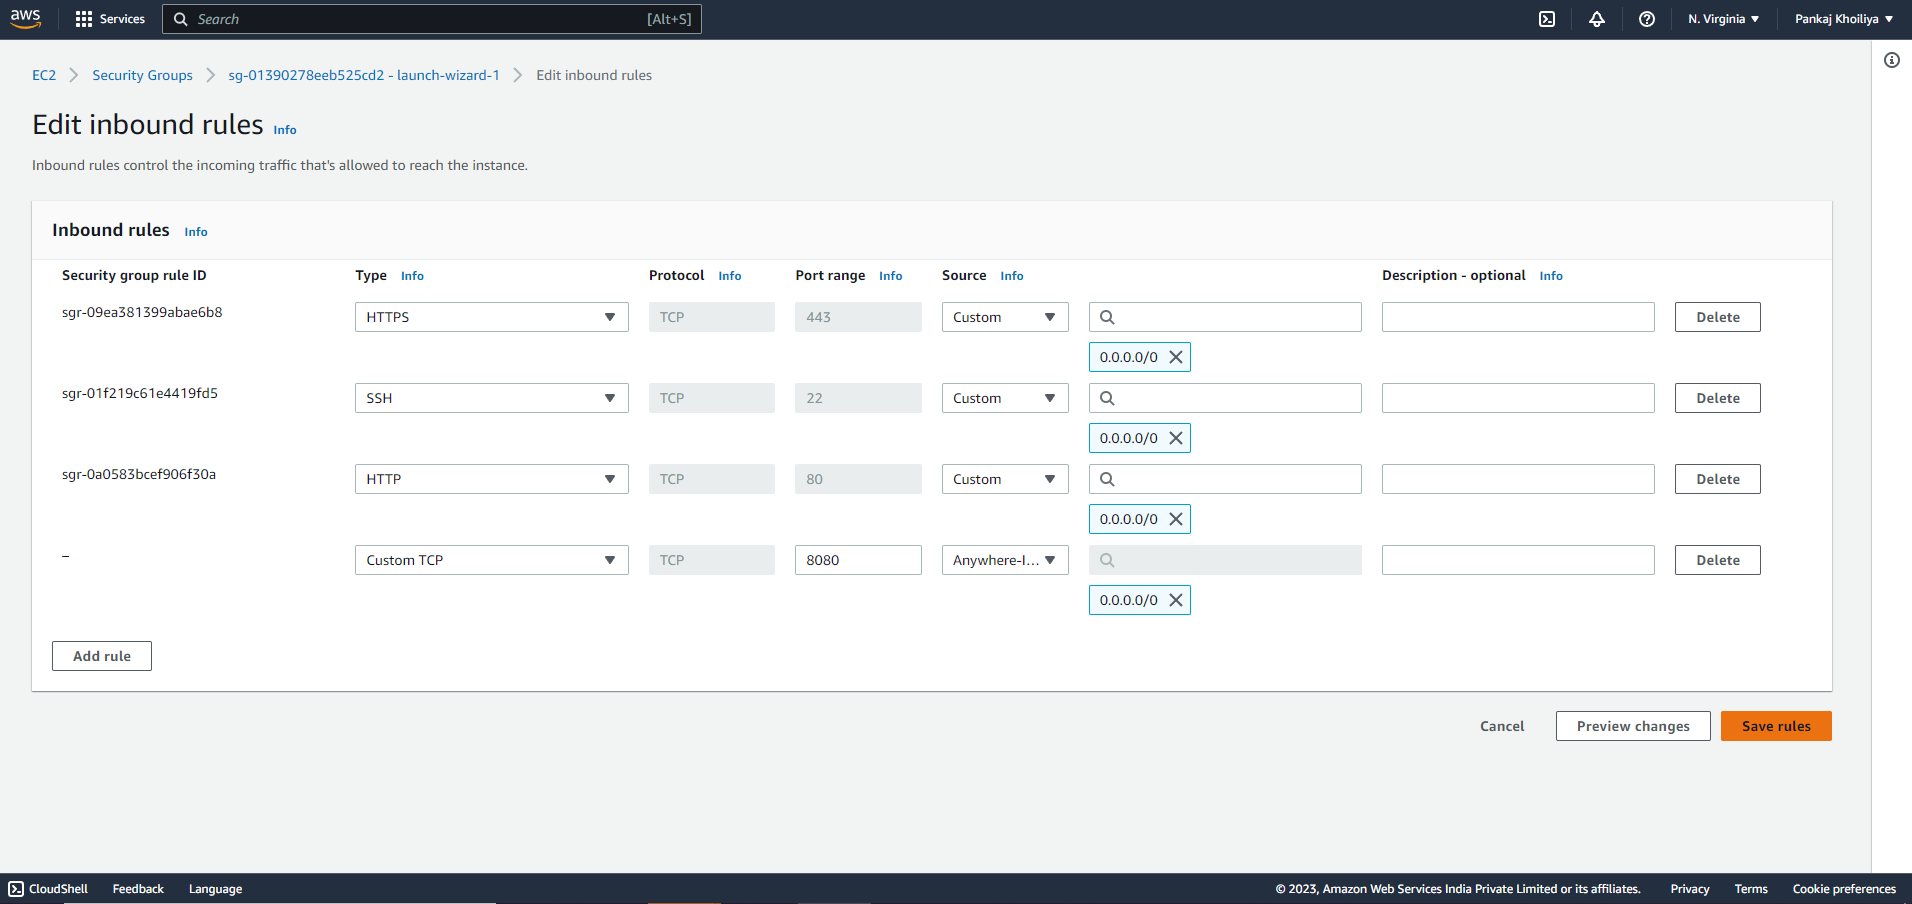 aws Services Search [Alt+S] N. Virginia ▼ Pankaj Khoiliya ▼
EC2 > Security Groups > sg-01390278eeb525cd2 - launch-wizard-1 > Edit inbound rules
Edit inbound rules Info
Inbound rules control the incoming traffic that's allowed to reach the instance.
Inbound rules Info
Security group rule ID Type Info Protocol Info Port range Info Source Info Description - optional Info
sgr-09ea381399abae6b8 HTTPS TCP 443 Custom Delete
0.0.0.0/0
sgr-01f219c61e4419fd5 SSH TCP 22 Custom Delete
0.0.0.0/0
sgr-0a0583bcef906f30a HTTP TCP 80 Custom Delete
0.0.0.0/0
– Custom TCP TCP 8080 Anywhere-I... Delete
0.0.0.0/0
Add rule
Cancel Preview changes Save rules
CloudShell Feedback Language © 2023, Amazon Web Services India Private Limited or its affiliates. Privacy Terms Cookie preferences